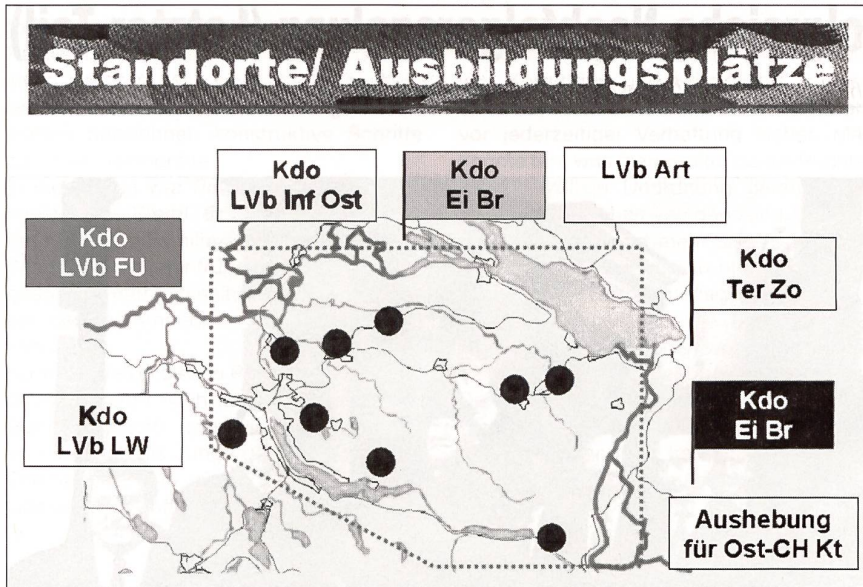 Standorte/ Ausbildungsplätze
Kdo
LVb Inf Ost
Kdo
Ei Br
LVb Art
Kdo
LVb FU
Kdo
Ter Zo
Kdo
LVb LW
Kdo
Ei Br
Aushebung
für Ost-CH Kt